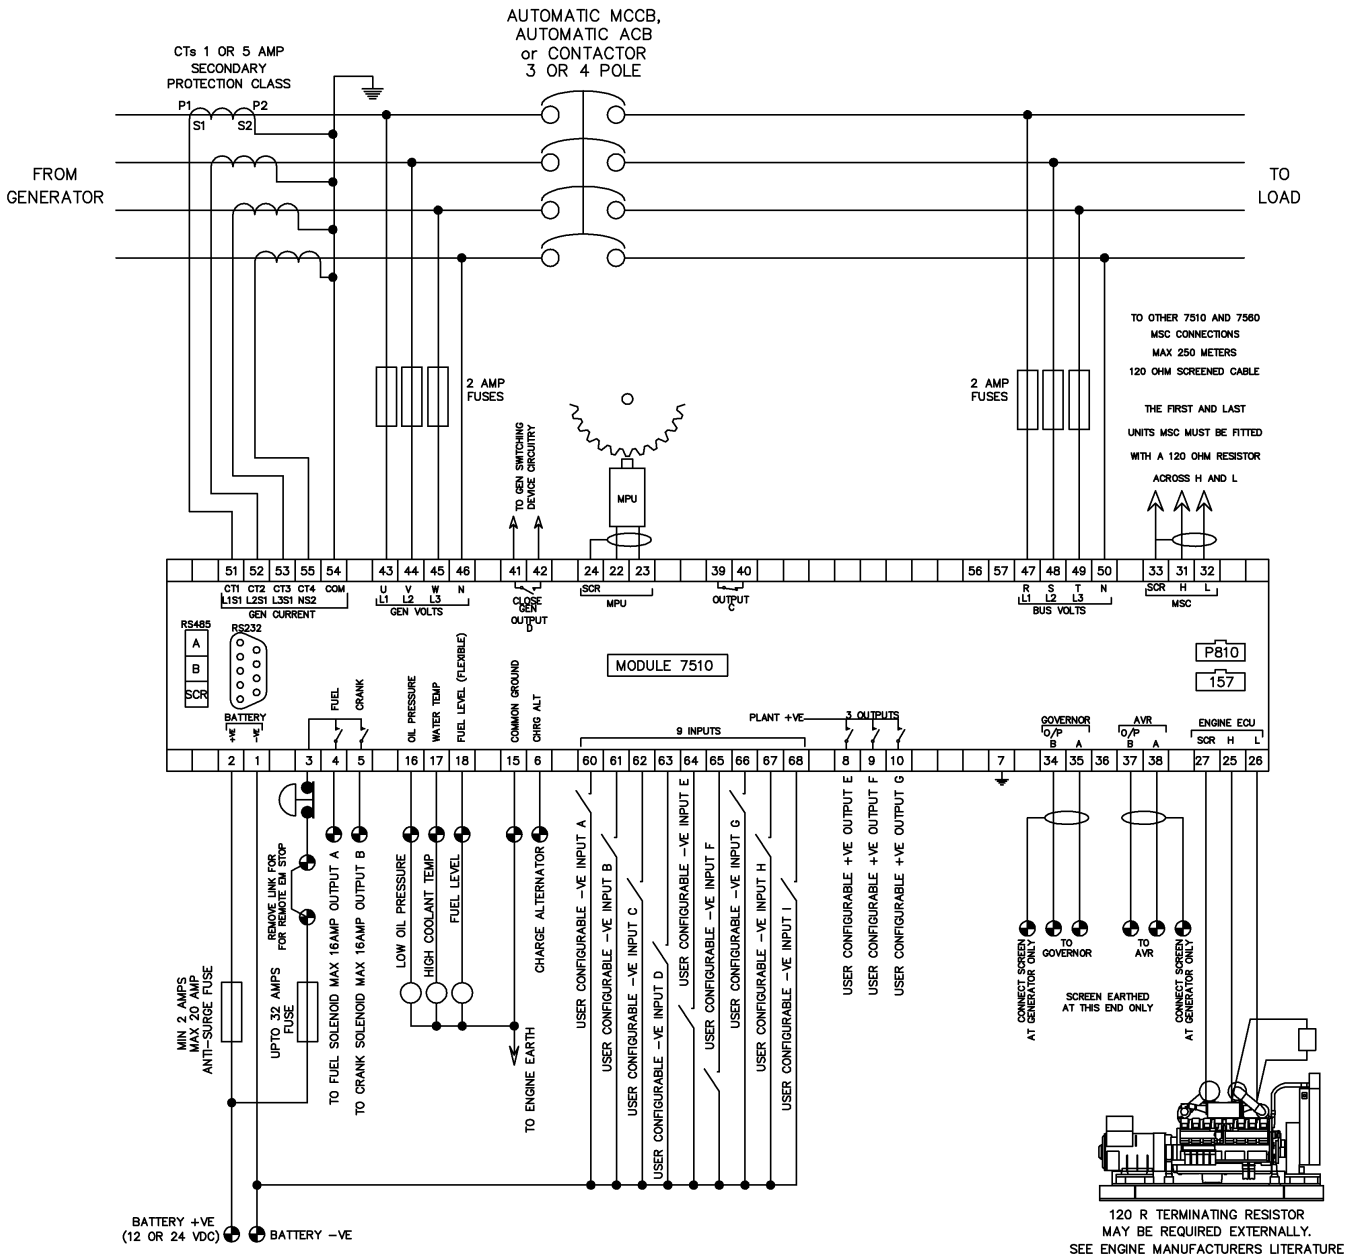 AUTOMATIC MCCB,
AUTOMATIC ACB
or CONTACTOR
3 OR 4 POLE
CTs 1 OR 5 AMP
SECONDARY
PROTECTION CLASS
P1 P2
S1 S2
FROM
GENERATOR
TO
LOAD
2 AMP
FUSES
2 AMP
FUSES
TO OTHER 7510 AND 7560
MSC CONNECTIONS
MAX 250 METERS
120 OHM SCREENED CABLE
THE FIRST AND LAST
UNITS MSC MUST BE FITTED
WITH A 120 OHM RESISTOR
ACROSS H AND L
TO GEN SWITCHING
DEVICE CIRCUITRY
MPU
51 52 53 55 54 43 44 45 46 41 42 24 22 23 39 40 56 57 47 48 49 50 33 31 32
CT1 CT2 CT3 CT4 COM
L1S1 L2S1 L3S1 NS2
GEN CURRENT
U V W N
L1 L2 L3
GEN VOLTS
CLOSE
GEN
OUTPUT
D
SCR
MPU
OUTPUT
C
R S T N
L1 L2 L3
BUS VOLTS
SCR H L
MSC
RS485
A
B
SCR
RS232
BATTERY
+VE
-VE
FUEL
CRANK
OIL PRESSURE
WATER TEMP
FUEL LEVEL (FLEXIBLE)
COMMON GROUND
CHRG ALT
MODULE 7510
P810
157
9 INPUTS
PLANT +VE
3 OUTPUTS
GOVERNOR
O/P
B A
AVR
O/P
B A
ENGINE ECU
SCR H L
2 1 3 4 5 16 17 18 15 6 60 61 62 63 64 65 66 67 68 8 9 10 7 34 35 36 37 38 27 25 26
REMOVE LINK FOR
FOR REMOTE EM STOP
TO FUEL SOLENOID MAX 16AMP OUTPUT A
TO CRANK SOLENOID MAX 16AMP OUTPUT B
LOW OIL PRESSURE
HIGH COOLANT TEMP
FUEL LEVEL
TO ENGINE EARTH
CHARGE ALTERNATOR
USER CONFIGURABLE -VE INPUT A
USER CONFIGURABLE -VE INPUT B
USER CONFIGURABLE -VE INPUT C
USER CONFIGURABLE -VE INPUT D
USER CONFIGURABLE -VE INPUT E
USER CONFIGURABLE -VE INPUT F
USER CONFIGURABLE -VE INPUT G
USER CONFIGURABLE -VE INPUT H
USER CONFIGURABLE -VE INPUT I
USER CONFIGURABLE +VE OUTPUT E
USER CONFIGURABLE +VE OUTPUT F
USER CONFIGURABLE +VE OUTPUT G
CONNECT SCREEN
AT GENERATOR ONLY
TO
GOVERNOR
TO
AVR
CONNECT SCREEN
AT GENERATOR ONLY
SCREEN EARTHED
AT THIS END ONLY
MIN 2 AMPS
MAX 20 AMP
ANTI-SURGE FUSE
UPTO 32 AMPS
FUSE
BATTERY +VE
(12 OR 24 VDC)
BATTERY -VE
120 R TERMINATING RESISTOR
MAY BE REQUIRED EXTERNALLY.
SEE ENGINE MANUFACTURERS LITERATURE